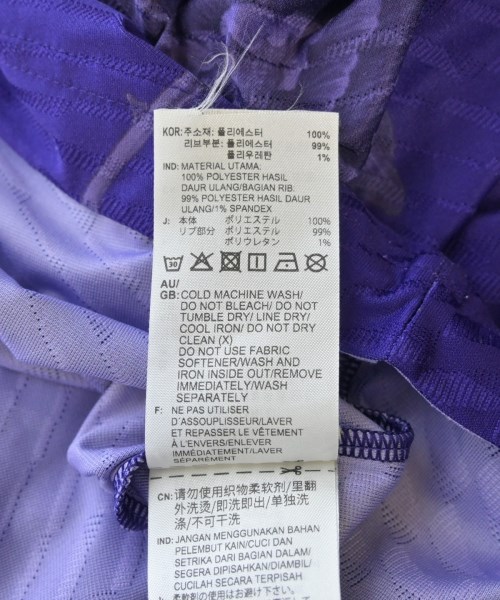 KOR: 주소재: 폴리에스터 100%
리브부분: 폴리에스터 99%
폴리우레탄 1%
IND: MATERIAL UTAMA:
100% POLYESTER HASIL
DAUR ULANG/BAGIAN RIB.
99% POLYESTER HASIL DAUR
ULANG/1% SPANDEX
J: 本体 ポリエステル 100%
リブ部分 ポリエステル 99%
ポリウレタン 1%
30
AU/
GB: COLD MACHINE WASH/
DO NOT BLEACH/ DO NOT
TUMBLE DRY/ LINE DRY/
COOL IRON/ DO NOT DRY
CLEAN (X)
DO NOT USE FABRIC
SOFTENER/WASH AND
IRON INSIDE OUT/REMOVE
IMMEDIATELY/WASH
SEPARATELY
F: NE PAS UTILISER
D'ASSOUPLISSEUR/LAVER
ET REPASSER LE VÊTEMENT
À L'ENVERS/ENLEVER
IMMÉDIATEMENT/LAVER
SÉPARÉMENT
CN: 请勿使用织物柔软剂/里翻
外洗烫/即洗即出/单独洗
涤/不可干洗
IND: JANGAN MENGGUNAKAN BAHAN
PELEMBUT KAIN/CUCI DAN
SETRIKA DARI BAGIAN DALAM/
SEGERA DIPISAHKAN/DIAMBIL/
CUCILAH SECARA TERPISAH